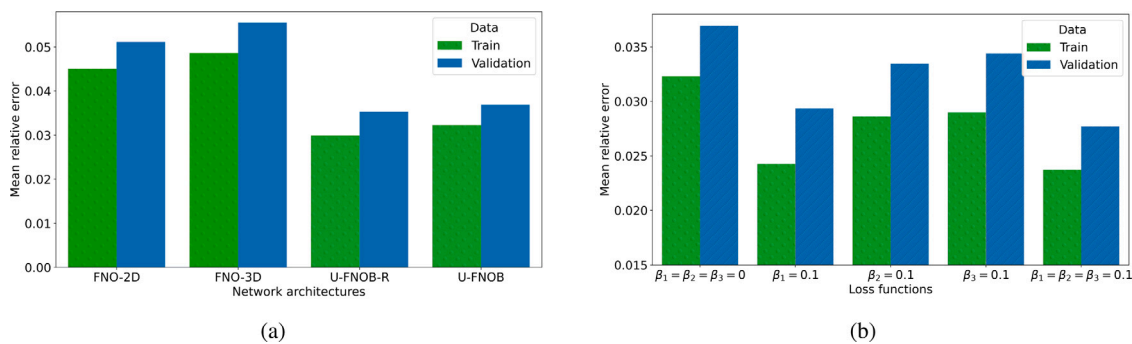 Mean relative error
0.05
0.04
0.03
0.02
0.01
0.00
Data
Train
Validation
FNO-2D
FNO-3D
U-FNOB-R
U-FNOB
Network architectures
(a)
Mean relative error
0.035
0.030
0.025
0.020
0.015
Data
Train
Validation
β₁ = β₂ = β₃ = 0
β₁ = 0.1
β₂ = 0.1
β₃ = 0.1
β₁ = β₂ = β₃ = 0.1
Loss functions
(b)